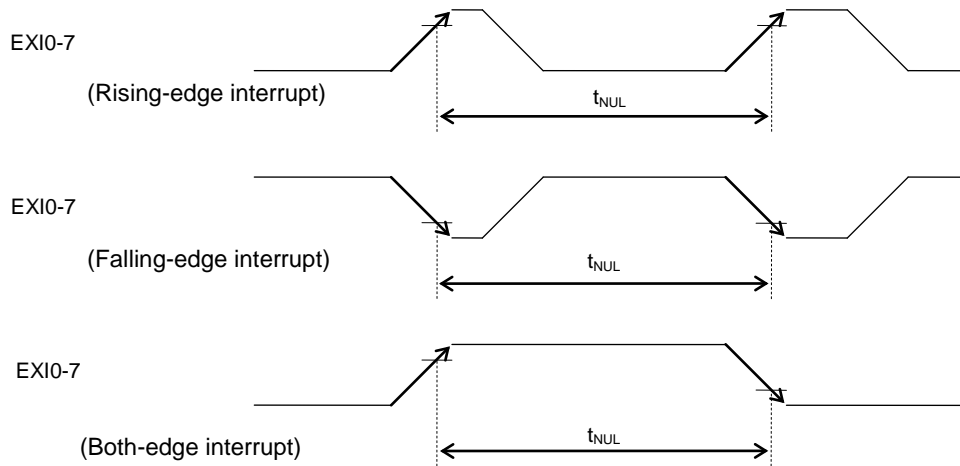 EXI0-7
(Rising-edge interrupt)
tNUL
EXI0-7
(Falling-edge interrupt)
tNUL
EXI0-7
(Both-edge interrupt)
tNUL